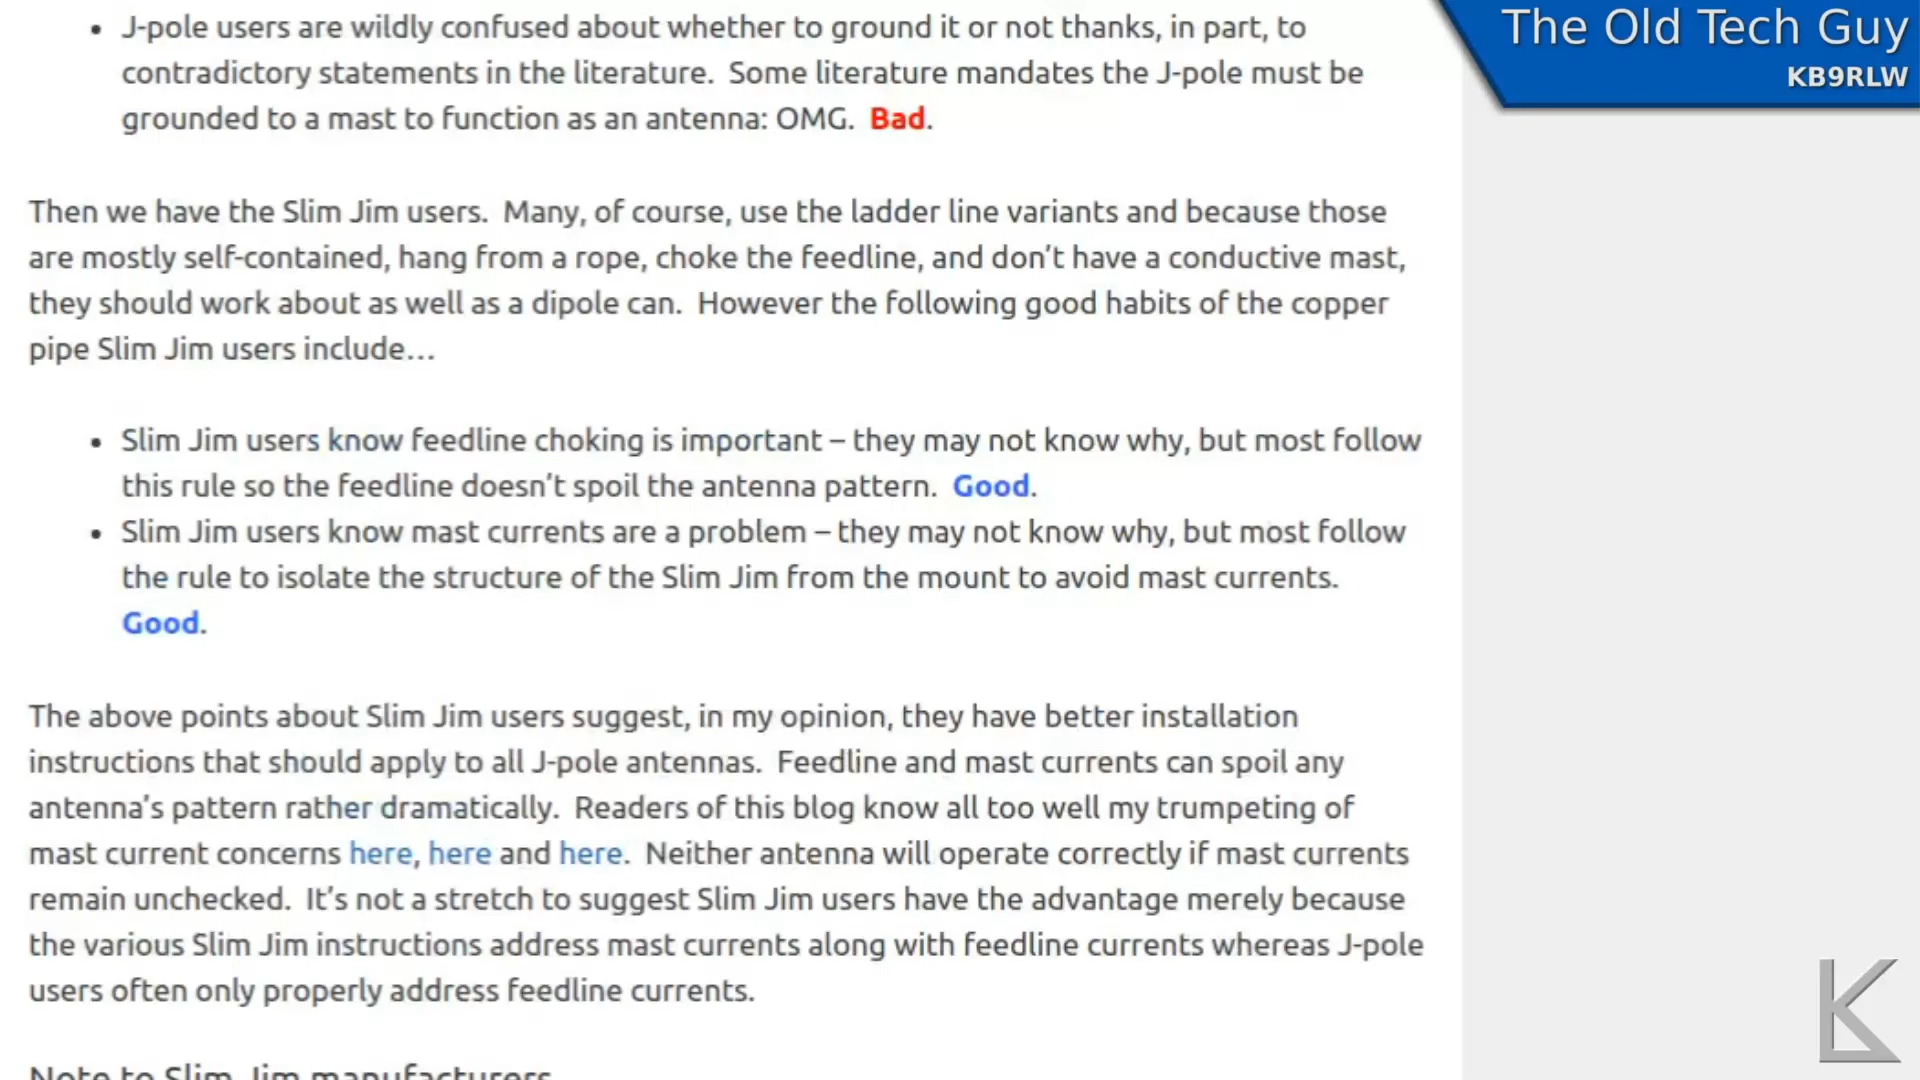 The Old Tech Guy
KB9RLW
• J-pole users are wildly confused about whether to ground it or not thanks, in part, to
contradictory statements in the literature.  Some literature mandates the J-pole must be
grounded to a mast to function as an antenna: OMG.  Bad.
Then we have the Slim Jim users.  Many, of course, use the ladder line variants and because those
are mostly self-contained, hang from a rope, choke the feedline, and don’t have a conductive mast,
they should work about as well as a dipole can.  However the following good habits of the copper
pipe Slim Jim users include…
• Slim Jim users know feedline choking is important – they may not know why, but most follow
this rule so the feedline doesn’t spoil the antenna pattern.  Good.
• Slim Jim users know mast currents are a problem – they may not know why, but most follow
the rule to isolate the structure of the Slim Jim from the mount to avoid mast currents.
Good.
The above points about Slim Jim users suggest, in my opinion, they have better installation
instructions that should apply to all J-pole antennas.  Feedline and mast currents can spoil any
antenna’s pattern rather dramatically.  Readers of this blog know all too well my trumpeting of
mast current concerns here, here and here.  Neither antenna will operate correctly if mast currents
remain unchecked.  It’s not a stretch to suggest Slim Jim users have the advantage merely because
the various Slim Jim instructions address mast currents along with feedline currents whereas J-pole
users often only properly address feedline currents.
Note to Slim Jim manufacturers
K